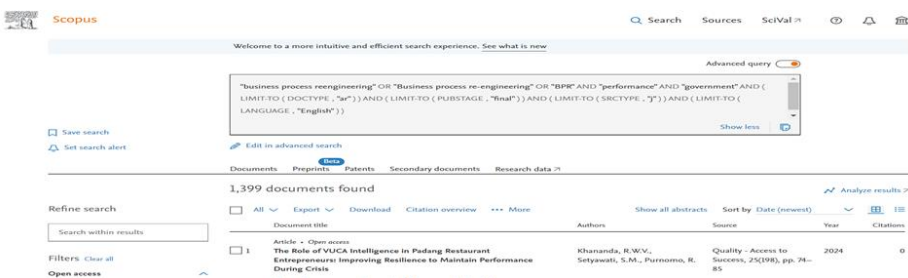 Scopus
Search Sources SciVal
Welcome to a more intuitive and efficient search experience. See what is new
Advanced query
"business process reengineering" OR "Business process re-engineering" OR "BPR" AND "performance" AND "government" AND (
LIMIT-TO ( DOCTYPE , "ar" ) ) AND ( LIMIT-TO ( PUBSTAGE , "final" ) ) AND ( LIMIT-TO ( SRCTYPE , "j" ) ) AND ( LIMIT-TO (
LANGUAGE , "English" ) )
Show less
Save search
Set search alert
Edit in advanced search
Beta
Documents Preprints Patents Secondary documents Research data
1,399 documents found
Analyze results
Refine search
All Export Download Citation overview ••• More Show all abstracts Sort by Date (newest)
Document title Authors Source Year Citations
Search within results
Article • Open access
1 The Role of VUCA Intelligence in Padang Restaurant Khananda, R.W.V., Quality - Access to 2024 0
Entrepreneurs: Improving Resilience to Maintain Performance Setyawati, S.M., Purnomo, R. Success, 25(198), pp. 74–
During Crisis 85
Filters Clear all
Open access